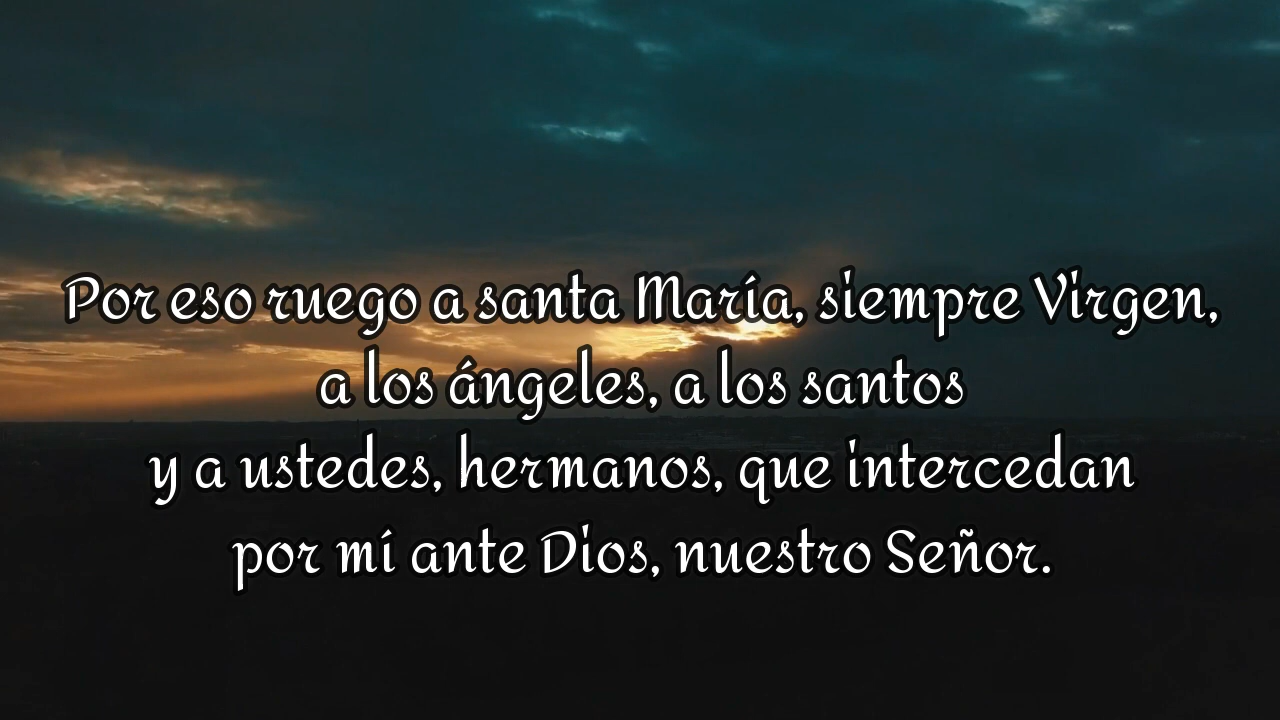 Por eso ruego a santa María, siempre Virgen,
a los ángeles, a los santos
y a ustedes, hermanos, que intercedan
por mí ante Dios, nuestro Señor.